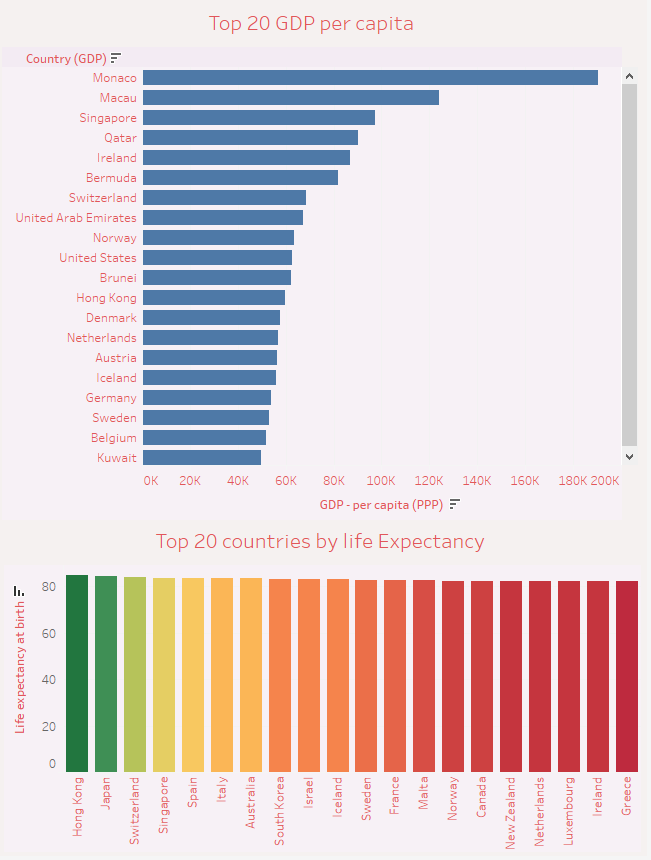 Top 20 GDP per capita
Country (GDP)
Monaco
Macau
Singapore
Qatar
Ireland
Bermuda
Switzerland
United Arab Emirates
Norway
United States
Brunei
Hong Kong
Denmark
Netherlands
Austria
Iceland
Germany
Sweden
Belgium
Kuwait
0K 20K 40K 60K 80K 100K 120K 140K 160K 180K 200K
GDP - per capita (PPP)
Top 20 countries by life Expectancy
Life expectancy at birth
80
60
40
20
0
Hong Kong
Japan
Switzerland
Singapore
Spain
Italy
Australia
South Korea
Israel
Iceland
Sweden
France
Malta
Norway
Canada
New Zealand
Netherlands
Luxembourg
Ireland
Greece